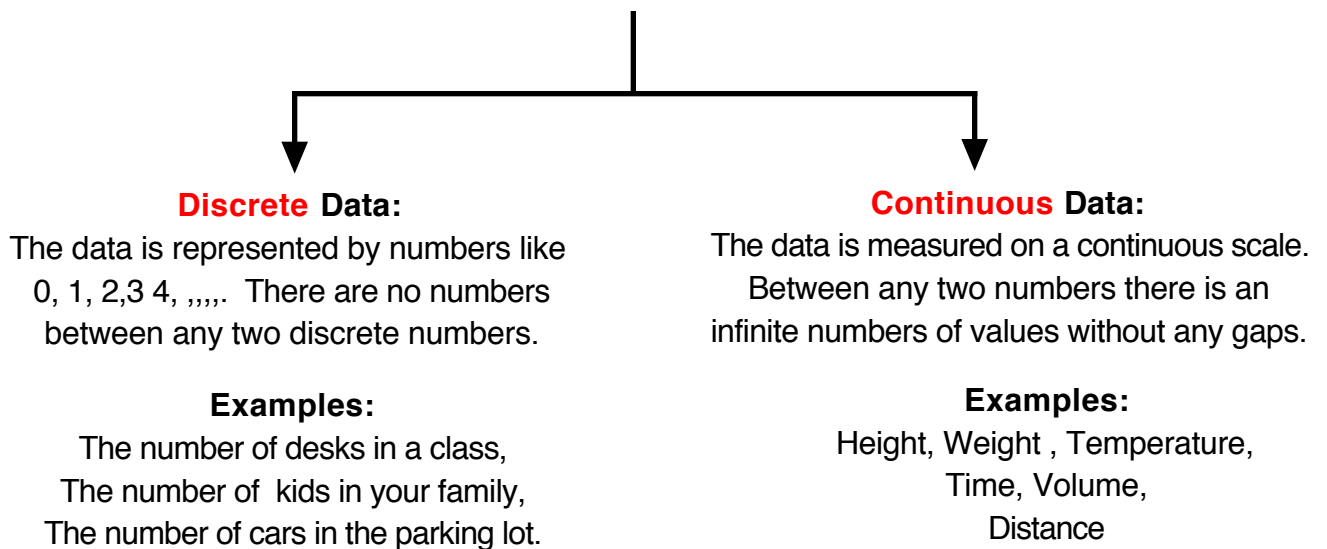 Discrete Data:
The data is represented by numbers like
0, 1, 2,3 4, ,,,,. There are no numbers
between any two discrete numbers.
Examples:
The number of desks in a class,
The number of kids in your family,
The number of cars in the parking lot.
Continuous Data:
The data is measured on a continuous scale.
Between any two numbers there is an
infinite numbers of values without any gaps.
Examples:
Height, Weight , Temperature,
Time, Volume,
Distance